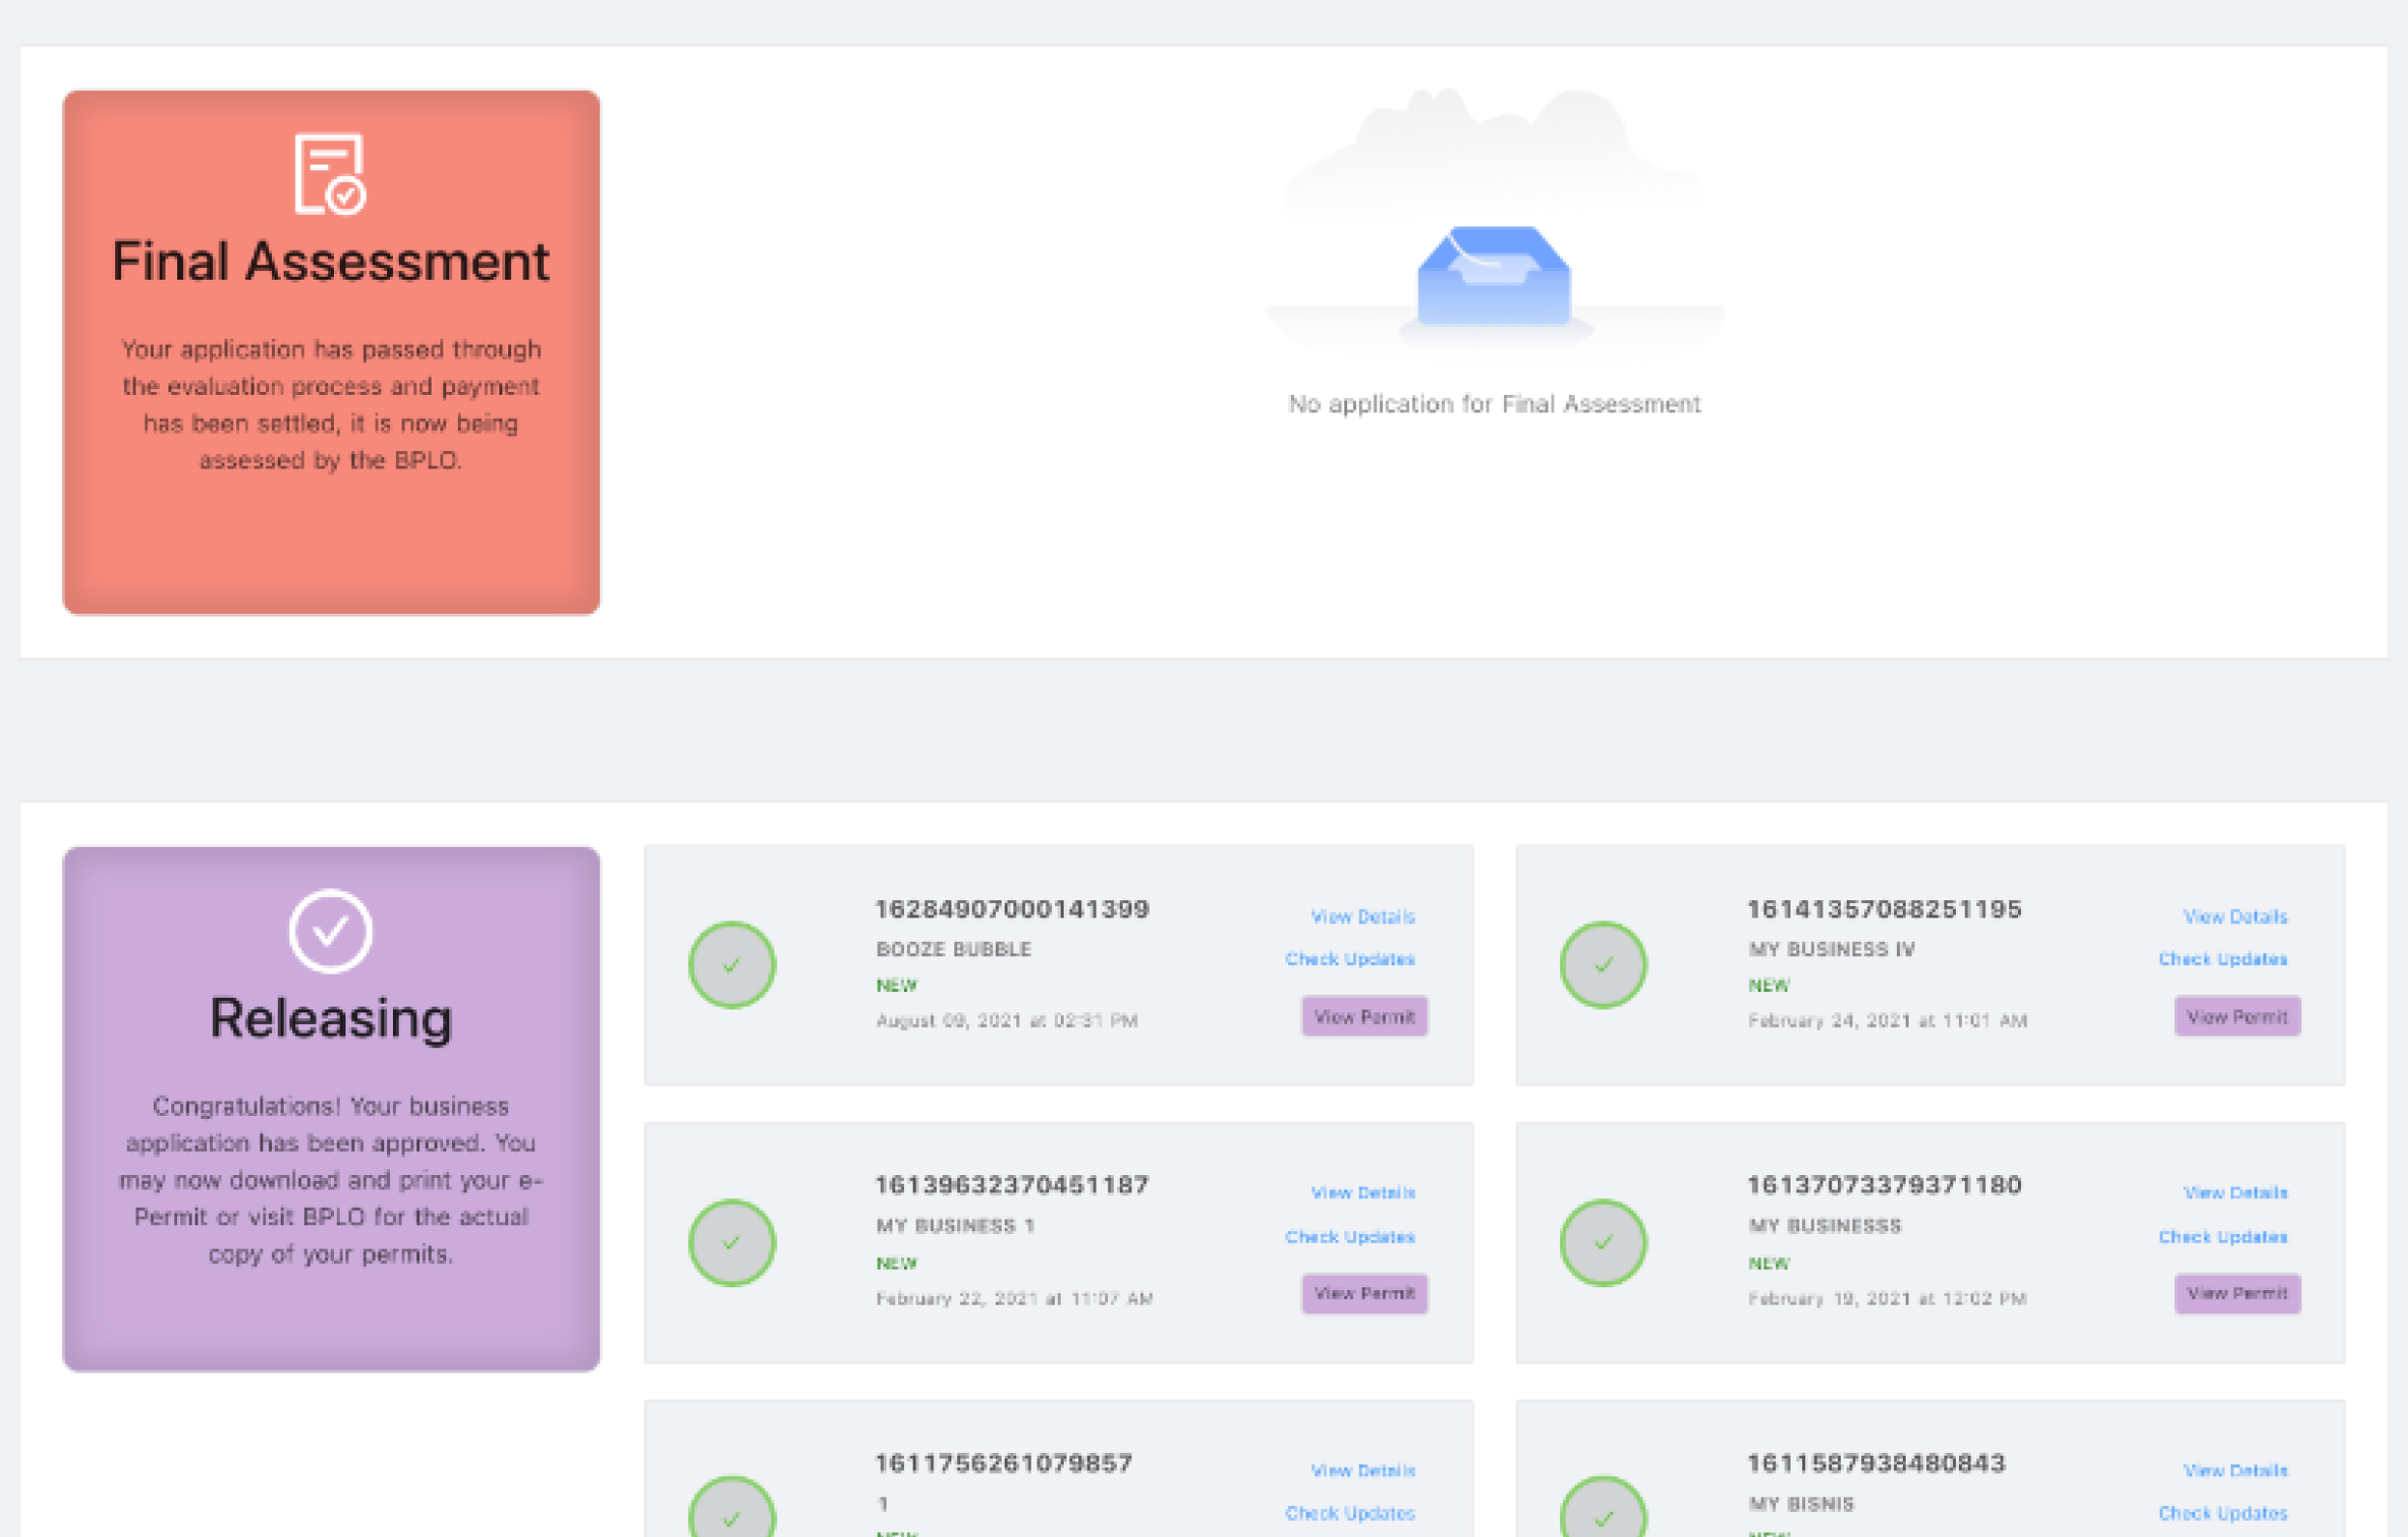 Final Assessment
Your application has passed through
the evaluation process and payment
has been settled, it is now being
assessed by the BPLO.
No application for Final Assessment
Releasing
Congratulations! Your business
application has been approved. You
may now download and print your e-
Permit or visit BPLO for the actual
copy of your permits.
16284907000141399
BOOZE BUBBLE
NEW
August 09, 2021 at 02:31 PM
View Details
Check Updates
View Permit
16141357088251195
MY BUSINESS IV
NEW
February 24, 2021 at 11:01 AM
View Details
Check Updates
View Permit
16139632370451187
MY BUSINESS 1
NEW
February 22, 2021 at 11:07 AM
View Details
Check Updates
View Permit
16137073379371180
MY BUSINESSS
NEW
February 19, 2021 at 12:02 PM
View Details
Check Updates
View Permit
1611756261079857
1
NEW
View Details
Check Updates
1611587938480843
MY BISNIS
NEW
View Details
Check Updates